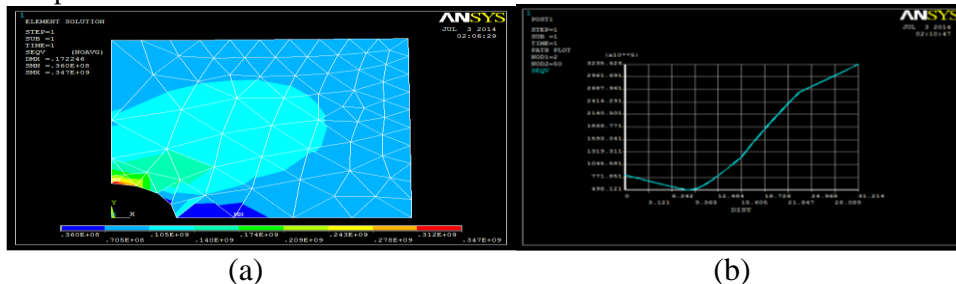 1
ELEMENT SOLUTION
STEP=1
SUB =1
TIME=1
SEQV (NOAVG)
DMX =.172246
SMN =.360E+08
SMX =.347E+09
ANSYS
JUL 3 2014
02:06:29
Y
X
MN
.360E+08 .105E+09 .174E+09 .243E+09 .312E+09
.705E+08 .140E+09 .209E+09 .278E+09 .347E+09
(a)
1
POST1
STEP=1
SUB =1
TIME=1
PATH PLOT
NOD1=2
NOD2=50
SEQV
ANSYS
JUL 3 2014
02:10:47
(x10**5)
3239.426
2961.691
2687.961
2414.231
2140.501
1866.771
1593.041
1319.311
1045.581
771.851
498.121
0 6.243 12.486 18.726 24.968 31.214
3.121 9.363 15.605 21.847 28.089
DIST
(b)